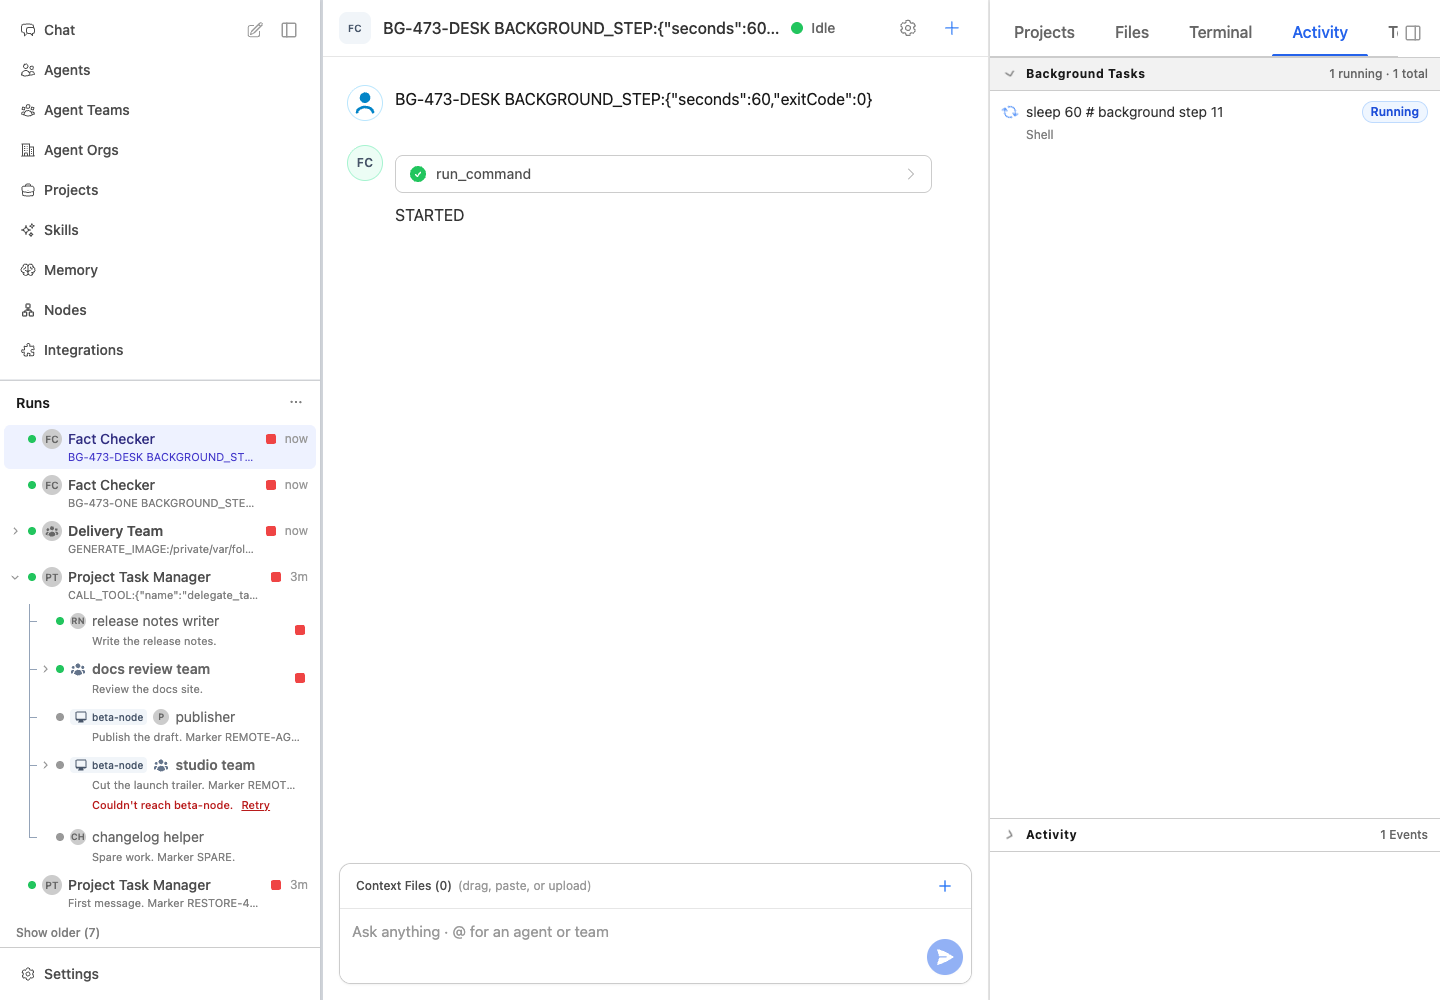 Chat
Agents
Agent Teams
Agent Orgs
Projects
Skills
Memory
Nodes
Integrations
Runs
FC Fact Checker now
BG-473-DESK BACKGROUND_ST...
FC Fact Checker now
BG-473-ONE BACKGROUND_STE...
Delivery Team now
GENERATE_IMAGE:/private/var/fol...
PT Project Task Manager 3m
CALL_TOOL:{"name":"delegate_ta...
RN release notes writer
Write the release notes.
docs review team
Review the docs site.
beta-node P publisher
Publish the draft. Marker REMOTE-AG...
beta-node studio team
Cut the launch trailer. Marker REMOT...
Couldn't reach beta-node. Retry
CH changelog helper
Spare work. Marker SPARE.
PT Project Task Manager 3m
First message. Marker RESTORE-4...
Show older (7)
Settings
FC BG-473-DESK BACKGROUND_STEP:{"seconds":60... Idle
BG-473-DESK BACKGROUND_STEP:{"seconds":60,"exitCode":0}
FC
run_command
STARTED
Context Files (0) (drag, paste, or upload)
Ask anything · @ for an agent or team
Projects Files Terminal Activity
Background Tasks 1 running · 1 total
sleep 60 # background step 11 Running
Shell
Activity 1 Events